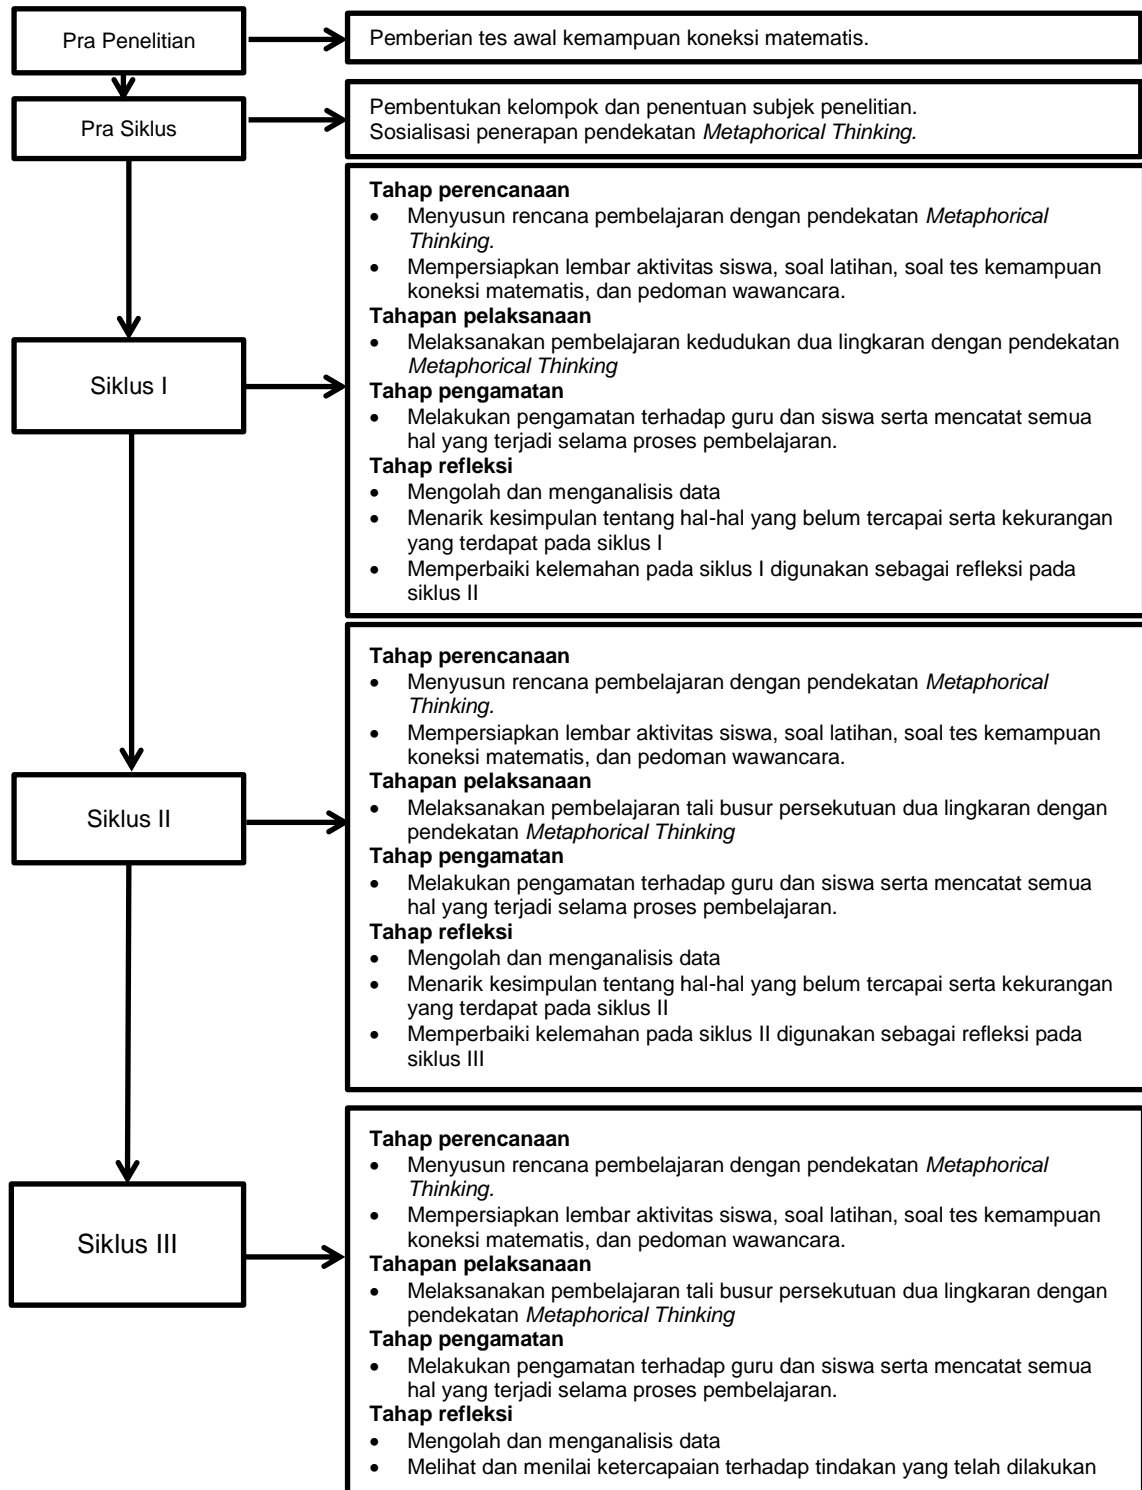 Pra Penelitian
Pemberian tes awal kemampuan koneksi matematis.
Pra Siklus
Pembentukan kelompok dan penentuan subjek penelitian.
Sosialisasi penerapan pendekatan Metaphorical Thinking.
Siklus I
Tahap perencanaan
• Menyusun rencana pembelajaran dengan pendekatan Metaphorical
Thinking.
• Mempersiapkan lembar aktivitas siswa, soal latihan, soal tes kemampuan
koneksi matematis, dan pedoman wawancara.
Tahapan pelaksanaan
• Melaksanakan pembelajaran kedudukan dua lingkaran dengan pendekatan
Metaphorical Thinking
Tahap pengamatan
• Melakukan pengamatan terhadap guru dan siswa serta mencatat semua
hal yang terjadi selama proses pembelajaran.
Tahap refleksi
• Mengolah dan menganalisis data
• Menarik kesimpulan tentang hal-hal yang belum tercapai serta kekurangan
yang terdapat pada siklus I
• Memperbaiki kelemahan pada siklus I digunakan sebagai refleksi pada
siklus II
Siklus II
Tahap perencanaan
• Menyusun rencana pembelajaran dengan pendekatan Metaphorical
Thinking.
• Mempersiapkan lembar aktivitas siswa, soal latihan, soal tes kemampuan
koneksi matematis, dan pedoman wawancara.
Tahapan pelaksanaan
• Melaksanakan pembelajaran tali busur persekutuan dua lingkaran dengan
pendekatan Metaphorical Thinking
Tahap pengamatan
• Melakukan pengamatan terhadap guru dan siswa serta mencatat semua
hal yang terjadi selama proses pembelajaran.
Tahap refleksi
• Mengolah dan menganalisis data
• Menarik kesimpulan tentang hal-hal yang belum tercapai serta kekurangan
yang terdapat pada siklus II
• Memperbaiki kelemahan pada siklus II digunakan sebagai refleksi pada
siklus III
Siklus III
Tahap perencanaan
• Menyusun rencana pembelajaran dengan pendekatan Metaphorical
Thinking.
• Mempersiapkan lembar aktivitas siswa, soal latihan, soal tes kemampuan
koneksi matematis, dan pedoman wawancara.
Tahapan pelaksanaan
• Melaksanakan pembelajaran tali busur persekutuan dua lingkaran dengan
pendekatan Metaphorical Thinking
Tahap pengamatan
• Melakukan pengamatan terhadap guru dan siswa serta mencatat semua
hal yang terjadi selama proses pembelajaran.
Tahap refleksi
• Mengolah dan menganalisis data
• Melihat dan menilai ketercapaian terhadap tindakan yang telah dilakukan